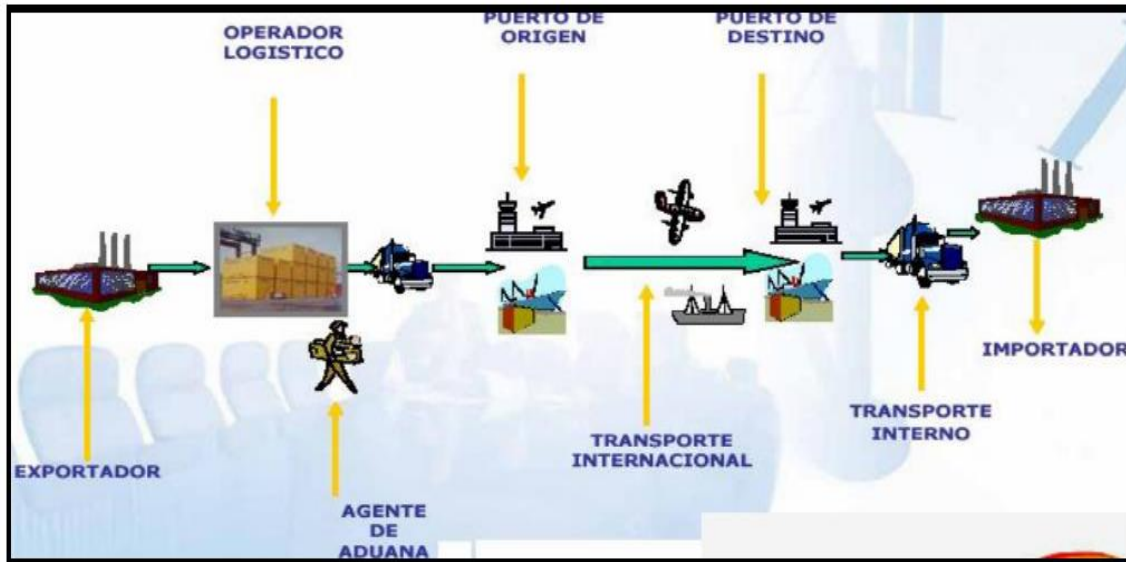 OPERADOR
LOGISTICO
PUERTO DE
ORIGEN
PUERTO DE
DESTINO
EXPORTADOR
AGENTE
DE
ADUANA
TRANSPORTE
INTERNACIONAL
TRANSPORTE
INTERNO
IMPORTADOR